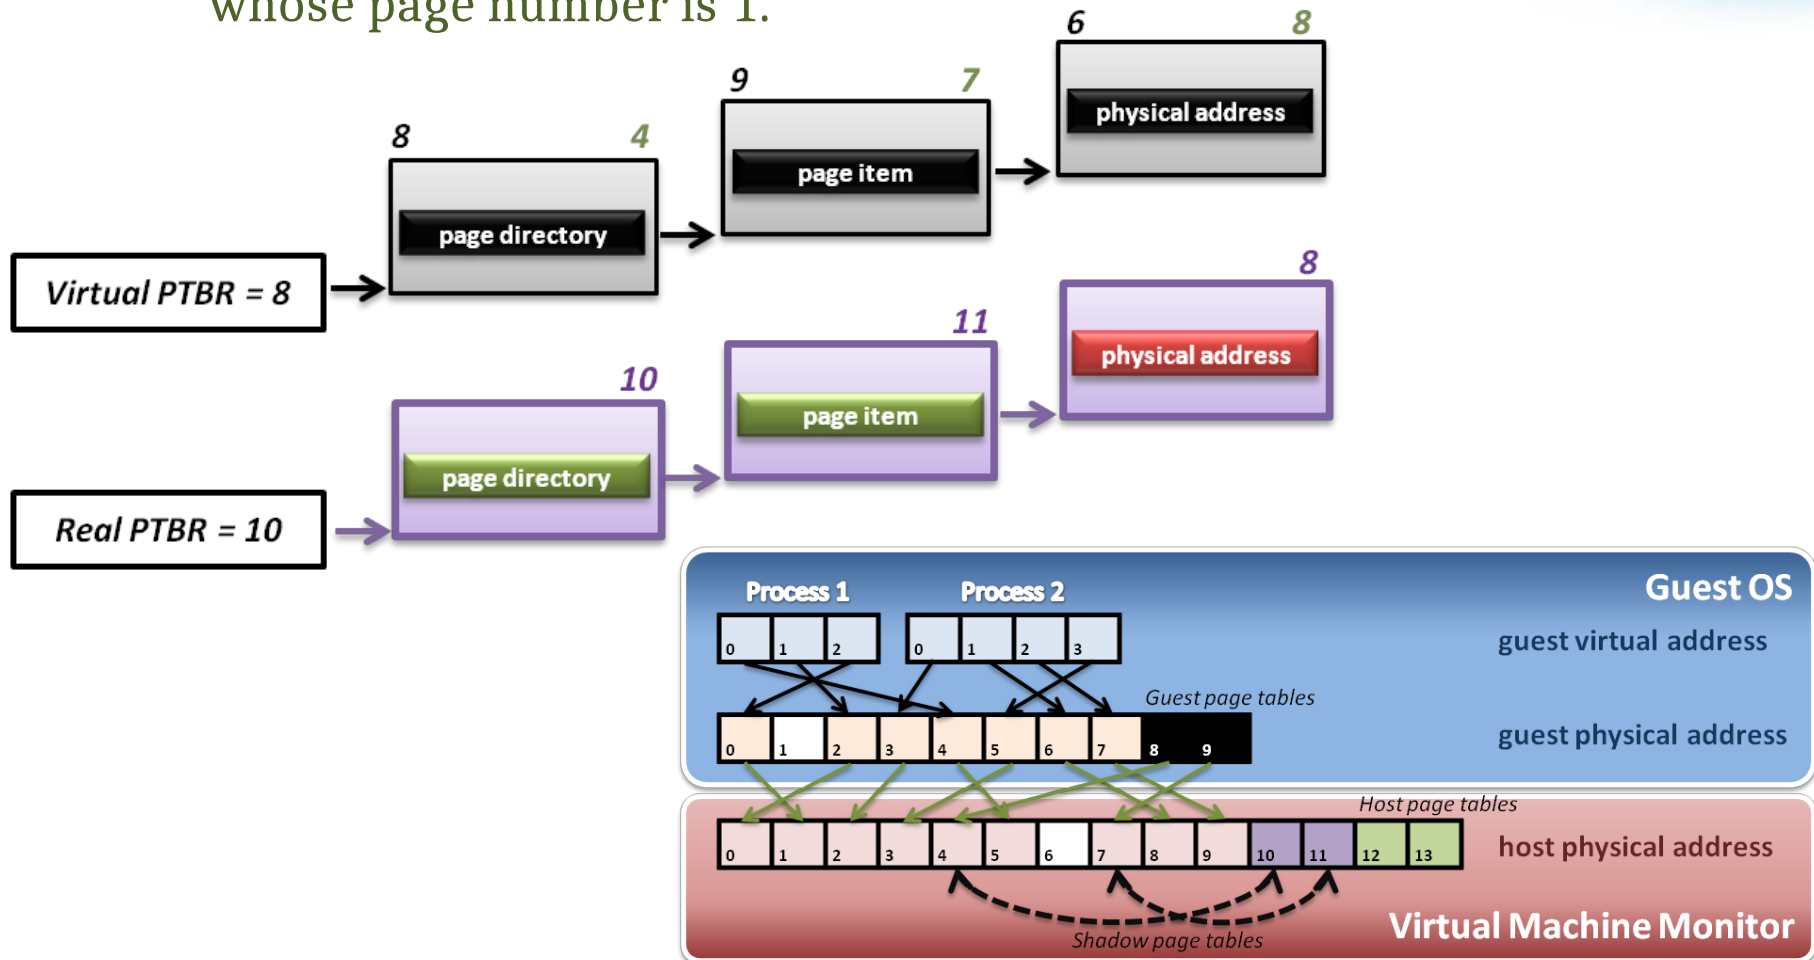 whose page number is 1.
6 8
physical address
9 7
page item
8 4
page directory
Virtual PTBR = 8
8
physical address
11
page item
10
page directory
Real PTBR = 10
Guest OS
Process 1 Process 2
0 1 2 0 1 2 3
guest virtual address
Guest page tables
0 1 2 3 4 5 6 7 8 9
guest physical address
Host page tables
0 1 2 3 4 5 6 7 8 9 10 11 12 13
host physical address
Shadow page tables
Virtual Machine Monitor